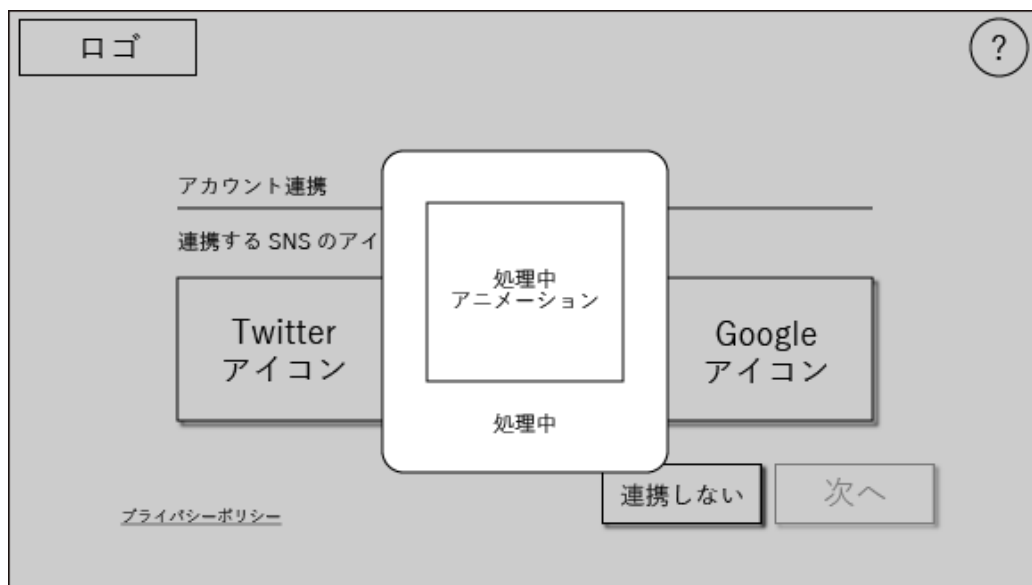 ロゴ
?
アカウント連携
連携する SNS のアイ
処理中
アニメーション
Twitter
アイコン
Google
アイコン
処理中
連携しない
次へ
プライバシーポリシー